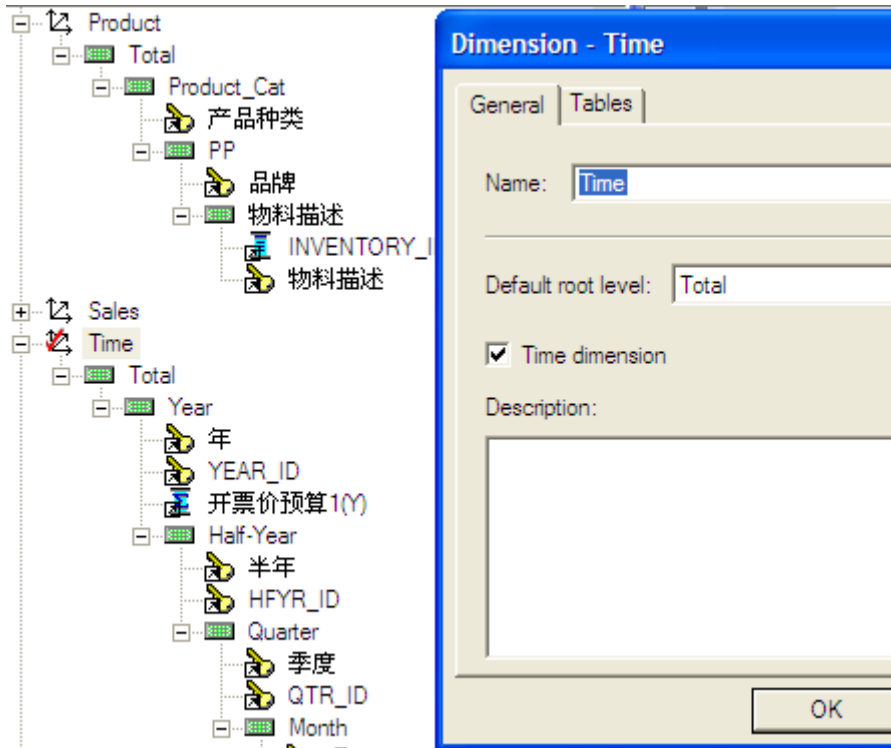 Product
Total
Product_Cat
产品种类
PP
品牌
物料描述
INVENTORY_I
物料描述
Sales
Time
Total
Year
年
YEAR_ID
开票价预算1(Y)
Half-Year
半年
HFYR_ID
Quarter
季度
QTR_ID
Month
Dimension - Time
General Tables
Name: Time
Default root level: Total
Time dimension
Description:
OK